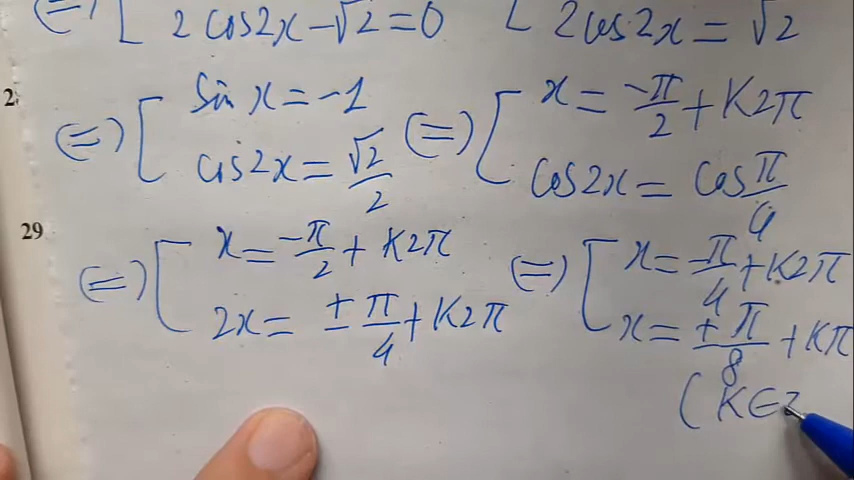 (=) [ 2cos2x-√2=0 [ 2cos2x=√2
2
(=) [ sin x=-1 (=) [ x=-π/2+K2π
cos2x=√2/2 cos2x=cosπ/4
29
(=) [ x=-π/2+K2π (=) [ x=-π/4+K2π
2x=±π/4+K2π x=±π/8+Kπ
(K∈